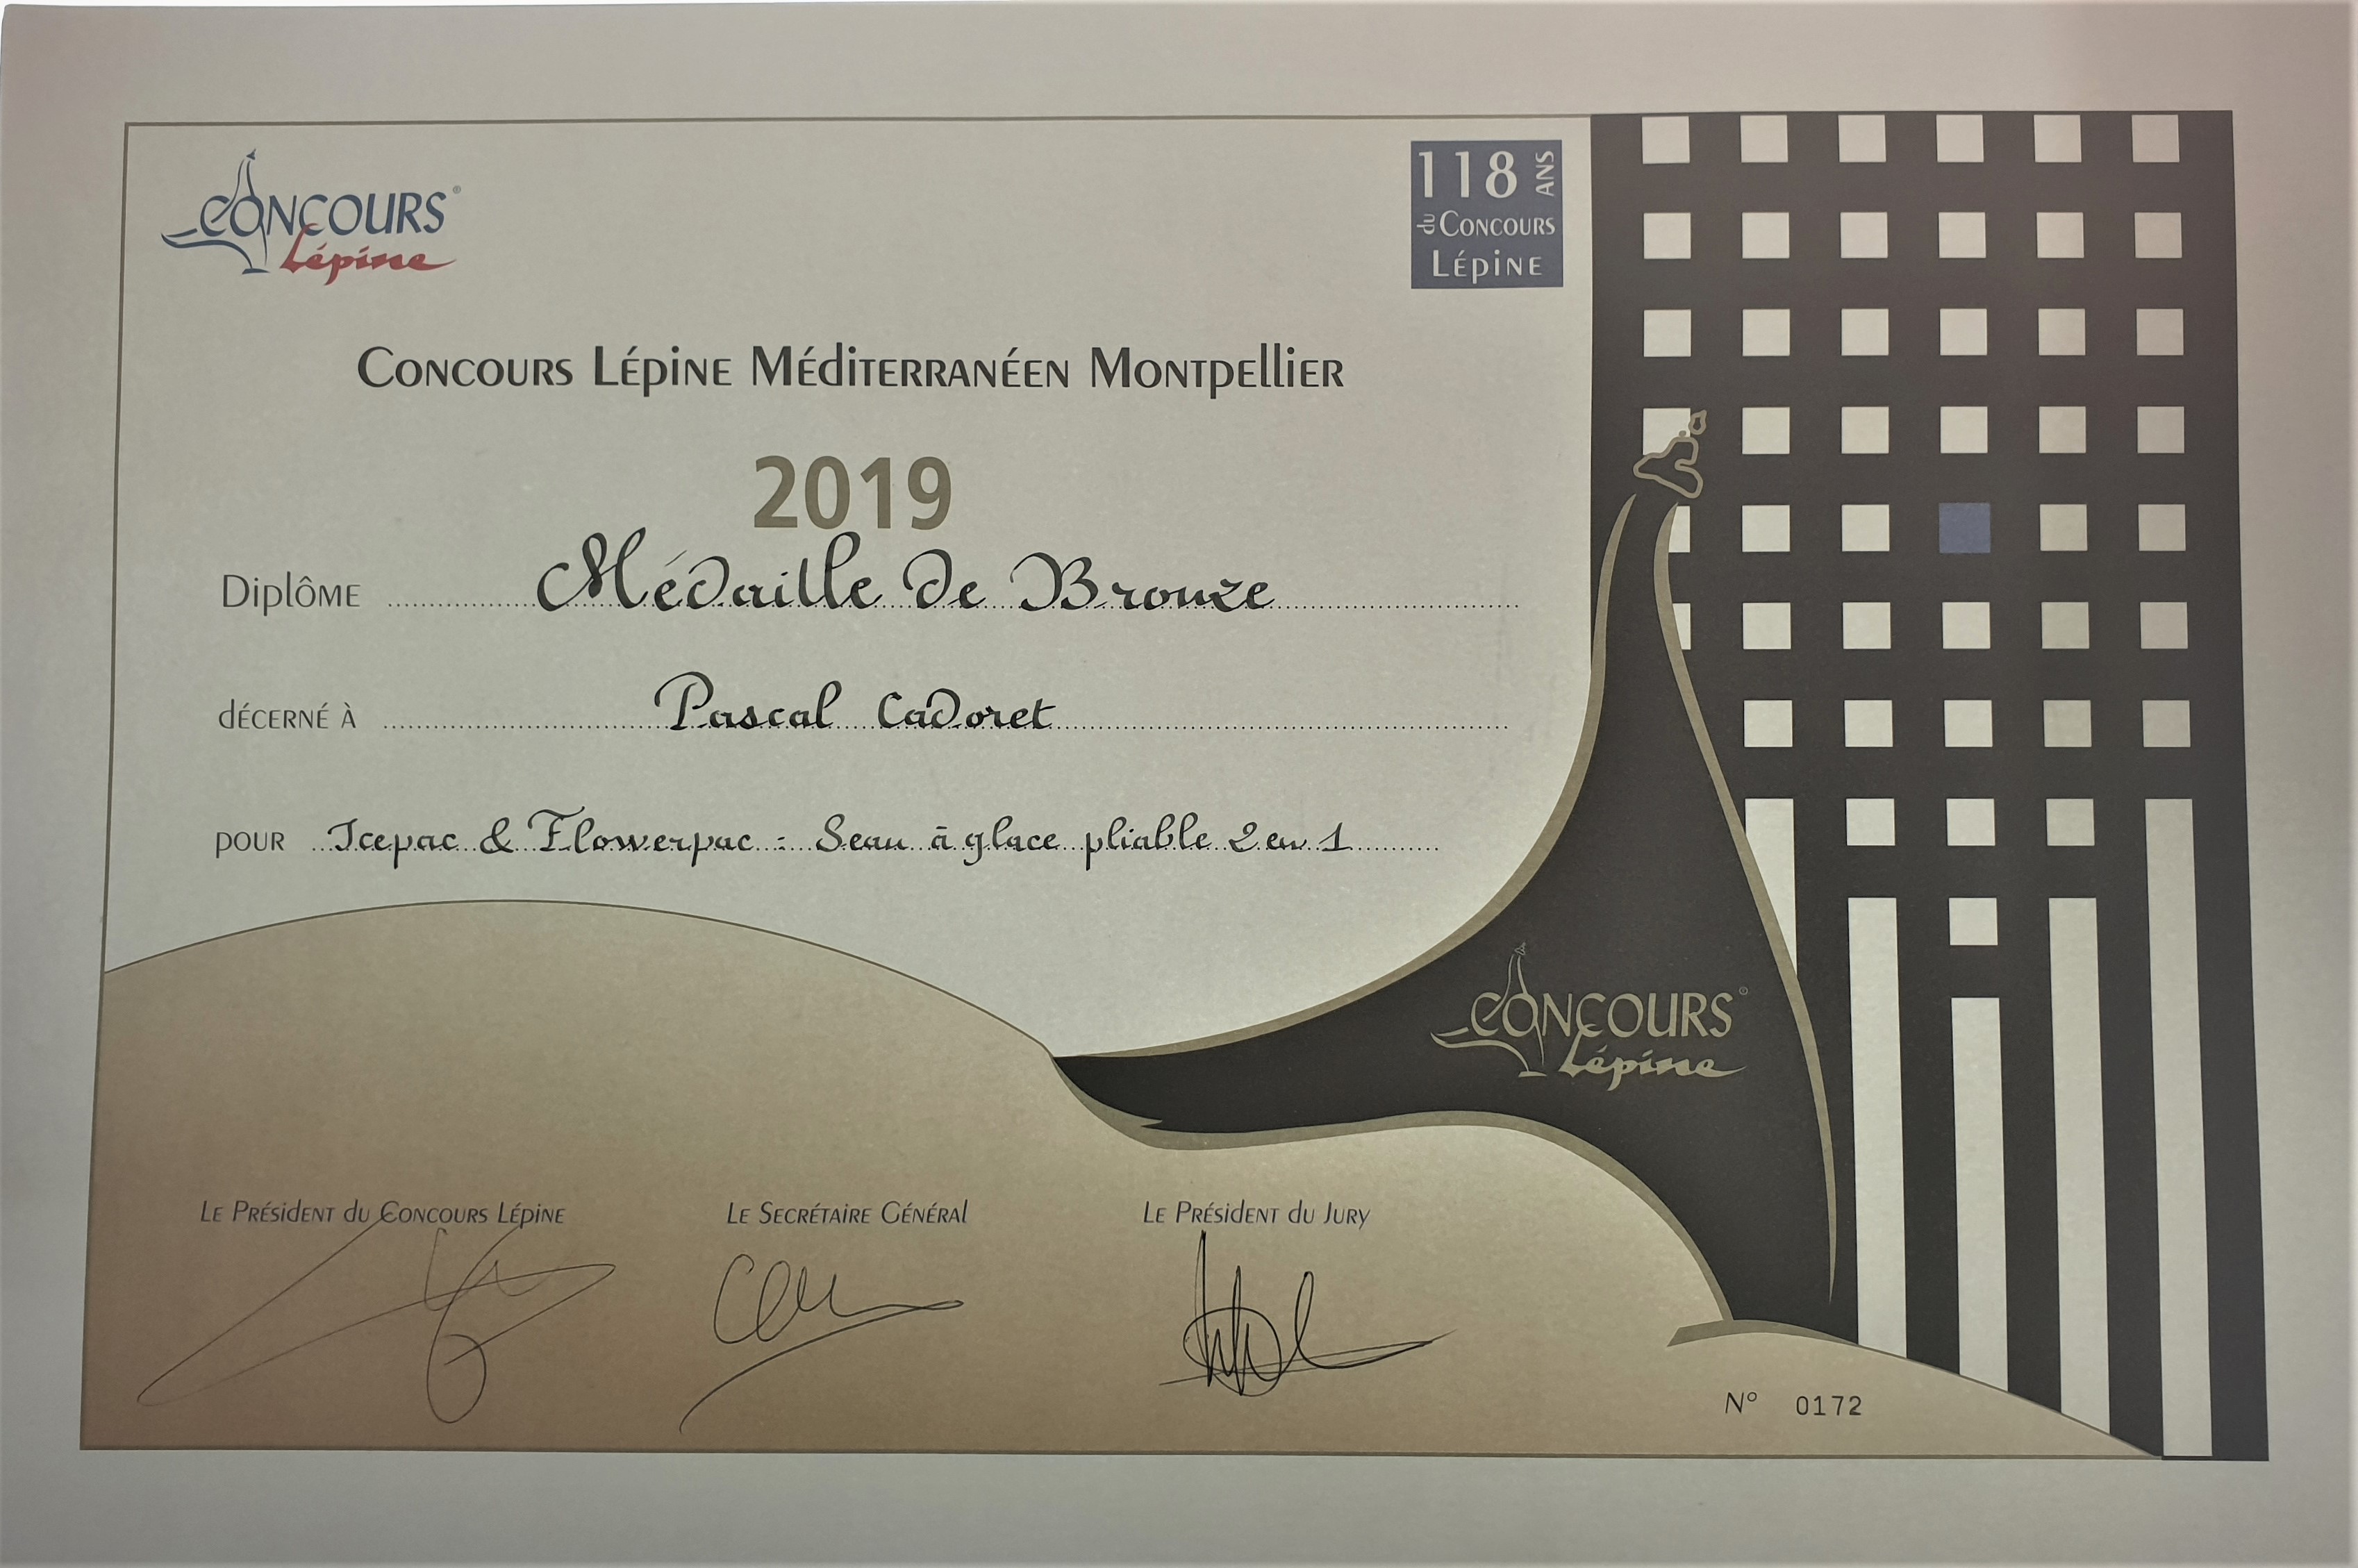 CONCOURS®
Lépine
118 ANS
du CONCOURS
LÉPINE
CONCOURS LÉPINE MÉDITERRANÉEN MONTPELLIER
2019
DIPLÔME Médaille de Bronze
DÉCERNÉ À Pascal Cadoret
POUR Icepac & Flowerpac : Seau à glace pliable 2 en 1
CONCOURS®
Lépine
LE PRÉSIDENT DU CONCOURS LÉPINE LE SECRÉTAIRE GÉNÉRAL LE PRÉSIDENT DU JURY
N° 0172